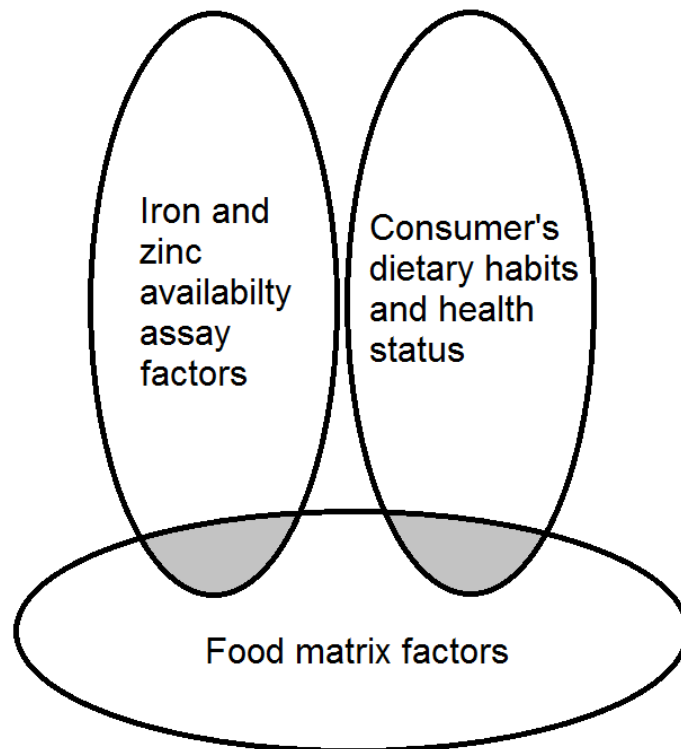 Iron and
zinc
availabilty
assay
factors
Consumer's
dietary habits
and health
status
Food matrix factors